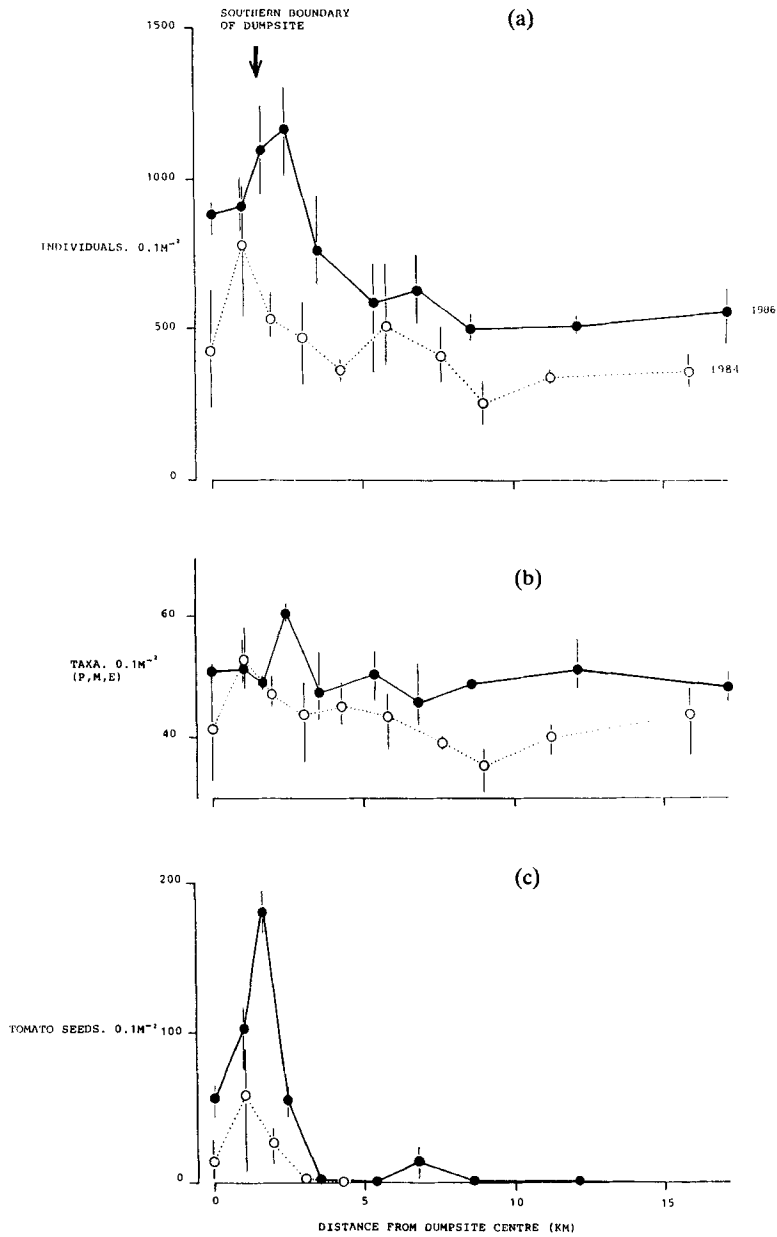 SOUTHERN BOUNDARY
OF DUMPSITE
(a)
1500
1000
INDIVIDUALS. 0.1M⁻²
500
1986
1984
0
(b)
60
TAXA. 0.1M⁻²
(P,M,E)
40
(c)
200
TOMATO SEEDS. 0.1M⁻²
100
0
0 5 10 15
DISTANCE FROM DUMPSITE CENTRE (KM)